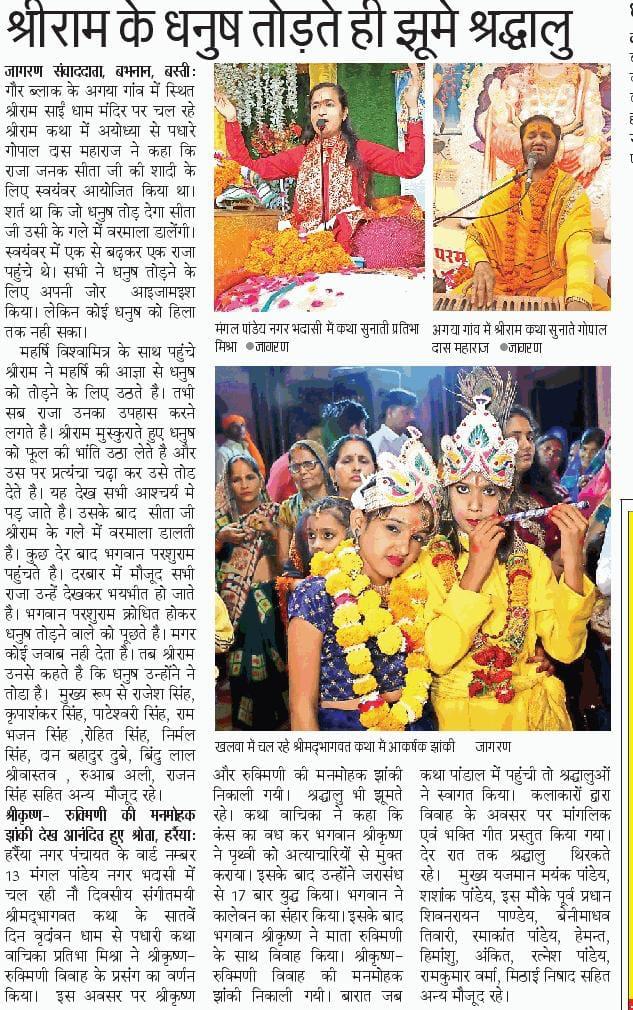 श्रीराम के धनुष तोड़ते ही झूमे श्रद्धालु
जागरण संवाददाता, बभनान, बस्ती:
गौर ब्लाक के अगया गांव में स्थित
श्रीराम साईं धाम मंदिर पर चल रहे
श्रीराम कथा में अयोध्या से पधारे
गोपाल दास महाराज ने कहा कि
राजा जनक सीता जी की शादी के
लिए स्वयंवर आयोजित किया था।
शर्त था कि जो धनुष तोड़ देगा सीता
जी उसी के गले में वरमाला डालेंगी।
स्वयंवर में एक से बढ़कर एक राजा
पहुंचे थे। सभी ने धनुष तोड़ने के
लिए अपनी जोर आइजामइश
किया। लेकिन कोई धनुष को हिला
तक नही सका।
महर्षि विश्वामित्र के साथ पहुंचे
श्रीराम ने महर्षि की आज्ञा से धनुष
को तोड़ने के लिए उठते है। तभी
सब राजा उनका उपहास करने
लगते है। श्रीराम मुस्कुराते हुए धनुष
को फूल की भांति उठा लेते है और
उस पर प्रत्यंचा चढ़ा कर उसे तोड
देते है। यह देख सभी आश्चर्य मे
पड़ जाते है। उसके बाद सीता जी
श्रीराम के गले में वरमाला डालती
है। कुछ देर बाद भगवान परशुराम
पहुंचते है। दरबार में मौजूद सभी
राजा उन्हें देखकर भयभीत हो जाते
है। भगवान परशुराम क्रोधित होकर
धनुष तोड़ने वाले को पूछते है। मगर
कोई जवाब नही देता है। तब श्रीराम
उनसे कहते है कि धनुष उन्होंने ने
तोडा है। मुख्य रूप से राजेश सिंह,
कृपाशंकर सिंह, पाटेश्वरी सिंह, राम
भजन सिंह ,रोहित सिंह, निर्मल
सिंह, दान बहादुर दुबे, बिंदु लाल
श्रीवास्तव , रुआब अली, राजन
सिंह सहित अन्य मौजूद रहे।
श्रीकृष्ण- रुक्मिणी की मनमोहक
झांकी देख आनंदित हुए श्रोता, हर्रैया:
हर्रैया नगर पंचायत के वार्ड नम्बर
13 मंगल पांडेय नगर भदासी में
चल रही नौ दिवसीय संगीतमयी
श्रीमद्भागवत कथा के सातवें
दिन वृदांवन धाम से पधारी कथा
वाचिका प्रतिभा मिश्रा ने श्रीकृष्ण-
रुक्मिणी विवाह के प्रसंग का वर्णन
किया। इस अवसर पर श्रीकृष्ण
मंगल पांडेय नगर भदासी में कथा सुनाती प्रतिभा
मिश्रा ●जागरण
परम
अगया गांव में श्रीराम कथा सुनाते गोपाल
दास महाराज ●जागरण
खलवा में चल रहे श्रीमद्भागवत कथा में आकर्षक झांकी जागरण
और रुक्मिणी की मनमोहक झांकी
निकाली गयी। श्रद्धालु भी झूमते
रहे। कथा वाचिका ने कहा कि
कंस का वध कर भगवान श्रीकृष्ण
ने पृथ्वी को अत्याचारियों से मुक्त
कराया। इसके बाद उन्होंने जरासंध
से 17 बार युद्ध किया। भगवान ने
कालेवन का संहार किया। इसके बाद
भगवान श्रीकृष्ण ने माता रुक्मिणी
के साथ विवाह किया। श्रीकृष्ण-
रुक्मिणी विवाह की मनमोहक
झांकी निकाली गयी। बारात जब
कथा पांडाल में पहुंची तो श्रद्धालुओं
ने स्वागत किया। कलाकारों द्वारा
विवाह के अवसर पर मांगलिक
एवं भक्ति गीत प्रस्तुत किया गया।
देर रात तक श्रद्धालु थिरकते
रहे। मुख्य यजमान मयंक पांडेय,
शशांक पांडेय, इस मौके पूर्व प्रधान
शिवनरायन पाण्डेय, बेनीमाधव
तिवारी, रमाकांत पांडेय, हेमन्त,
हिमांशु, अंकित, रत्नेश पांडेय,
रामकुमार वर्मा, मिठाई निषाद सहित
अन्य मौजूद रहे।